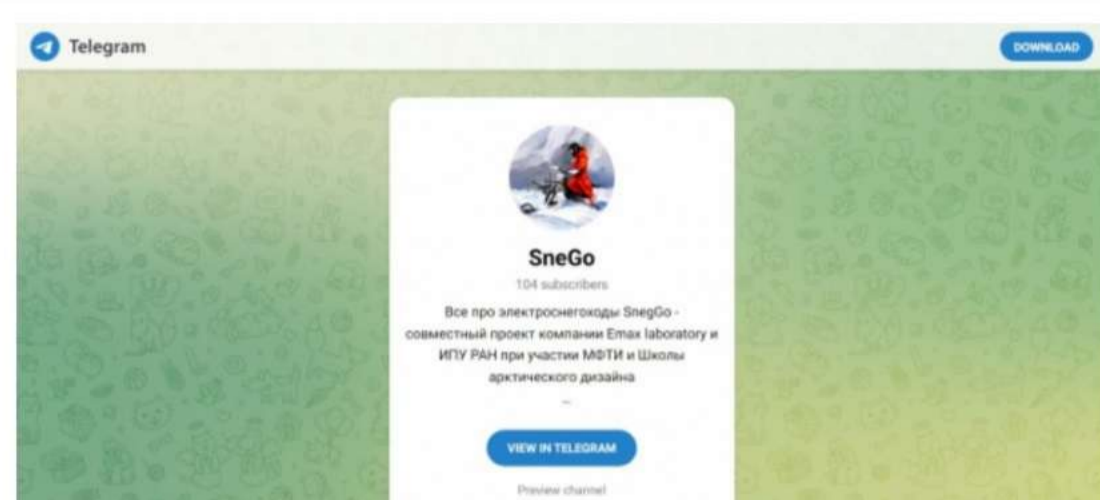 Telegram
DOWNLOAD
SneGo
104 subscribers
Все про электроснегоходы SnegGo -
совместный проект компании Emax laboratory и
ИПУ РАН при участии МФТИ и Школы
арктического дизайна
...
VIEW IN TELEGRAM
Preview channel